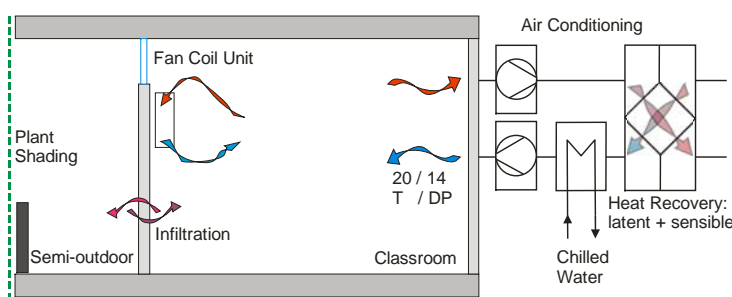 Air Conditioning
Fan Coil Unit
Plant
Shading
20 / 14
T / DP
Infiltration
Semi-outdoor
Classroom
Heat Recovery:
latent + sensible
Chilled
Water